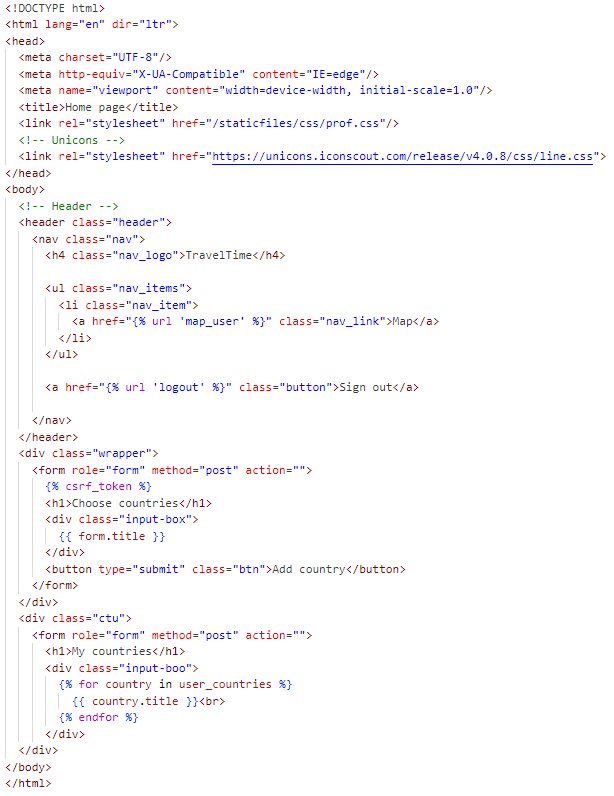 <!DOCTYPE html>
<html lang="en" dir="ltr">
<head>
  <meta charset="UTF-8"/>
  <meta http-equiv="X-UA-Compatible" content="IE=edge"/>
  <meta name="viewport" content="width=device-width, initial-scale=1.0"/>
  <title>Home page</title>
  <link rel="stylesheet" href="/staticfiles/css/prof.css"/>
  <!-- Unicons -->
  <link rel="stylesheet" href="https://unicons.iconscout.com/release/v4.0.8/css/line.css">
</head>
<body>
  <!-- Header -->
  <header class="header">
    <nav class="nav">
      <h4 class="nav_logo">TravelTime</h4>

      <ul class="nav_items">
        <li class="nav_item">
          <a href="{% url 'map_user' %}" class="nav_link">Map</a>
        </li>
      </ul>

      <a href="{% url 'logout' %}" class="button">Sign out</a>

    </nav>
  </header>
  <div class="wrapper">
    <form role="form" method="post" action="">
      {% csrf_token %}
      <h1>Choose countries</h1>
      <div class="input-box">
        {{ form.title }}
      </div>
      <button type="submit" class="btn">Add country</button>
    </form>
  </div>
  <div class="ctu">
    <form role="form" method="post" action="">
      <h1>My countries</h1>
      <div class="input-boo">
        {% for country in user_countries %}
          {{ country.title }}<br>
        {% endfor %}
      </div>
  </div>
</body>
</html>